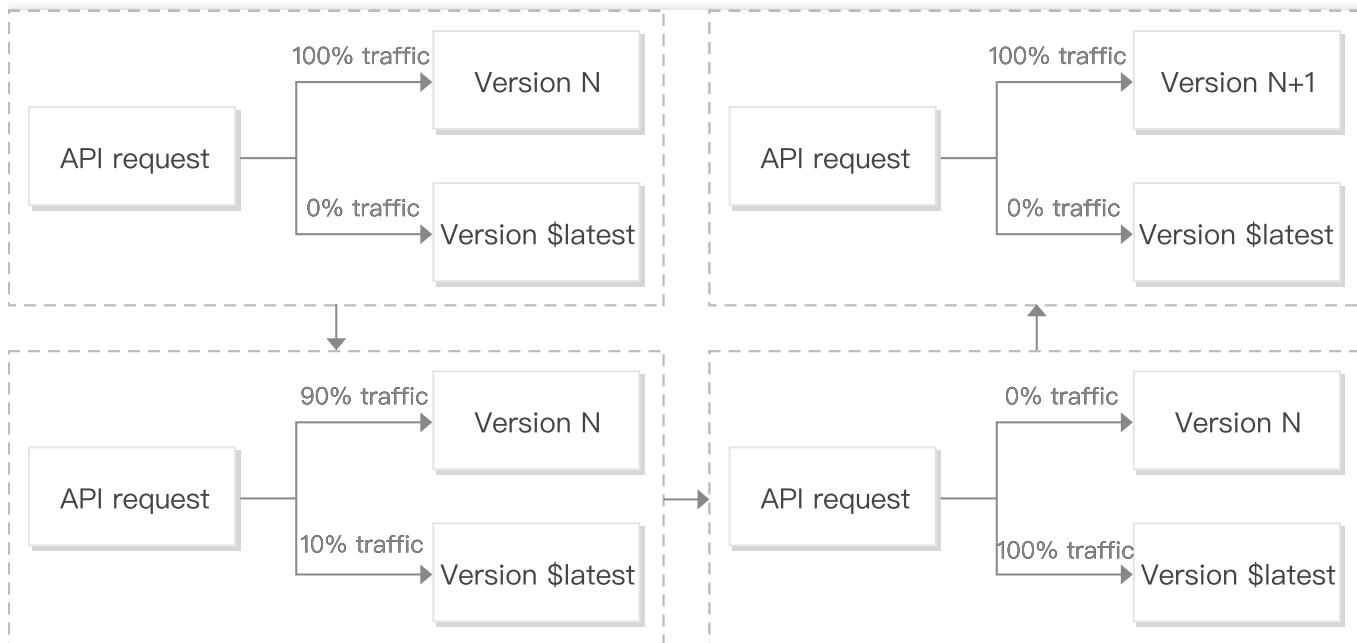 100% traffic
Version N
API request
0% traffic
Version $latest
100% traffic
Version N+1
API request
0% traffic
Version $latest
90% traffic
Version N
API request
10% traffic
Version $latest
0% traffic
Version N
API request
100% traffic
Version $latest